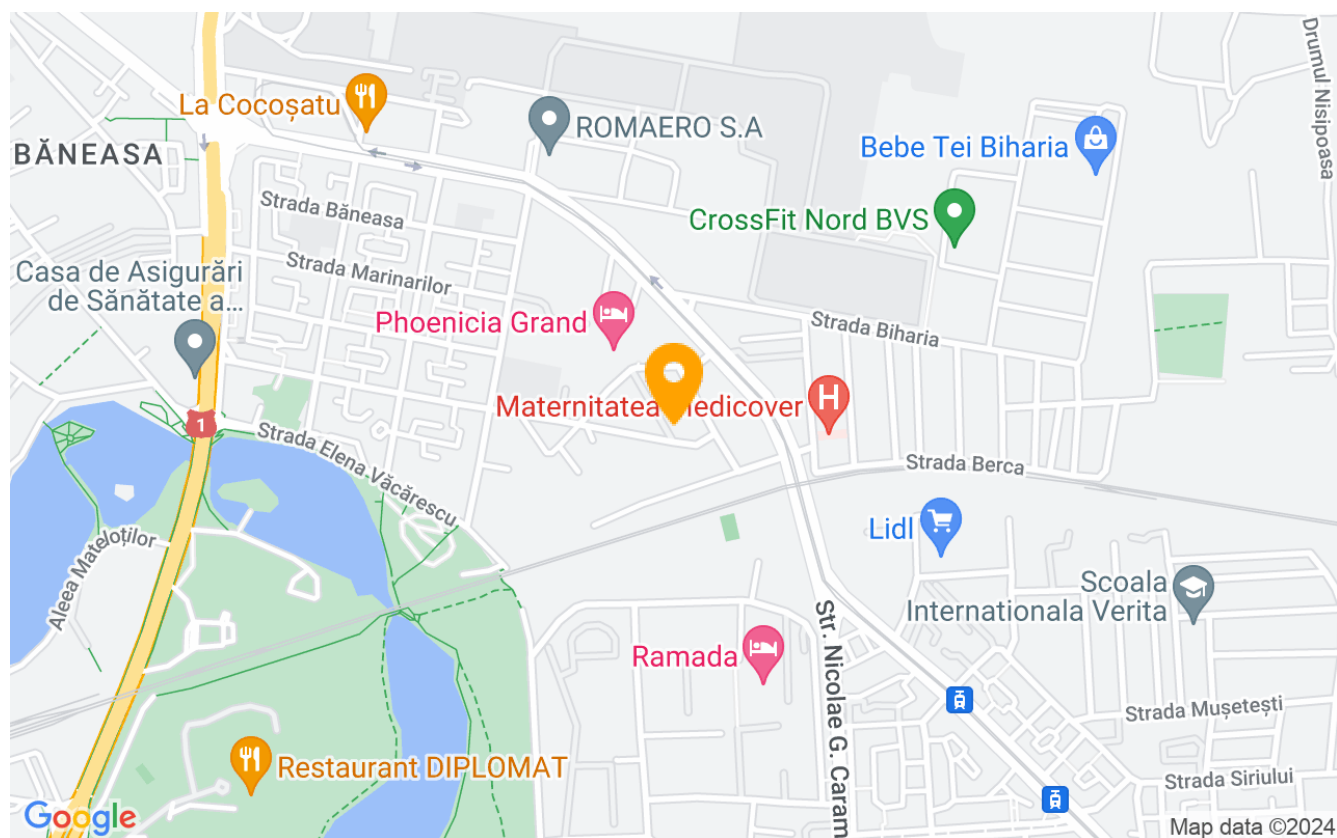 Drumul Nisipoasa
La Cocoșatu
ROMAERO S.A
BĂNEASA
Bebe Tei Biharia
Strada Băneasa
CrossFit Nord BVS
Casa de Asigurări
de Sănătate a...
Strada Marinarilor
Phoenicia Grand
Strada Biharia
Maternitatea Medicover
H
1
Strada Elena Văcărescu
Strada Berca
Lidl
Aleea Mateloților
Scoala
Internationala Verita
Ramada
Str. Nicolae G. Caram
Strada Mușetești
Restaurant DIPLOMAT
Strada Siriului
Google
Map data ©2024